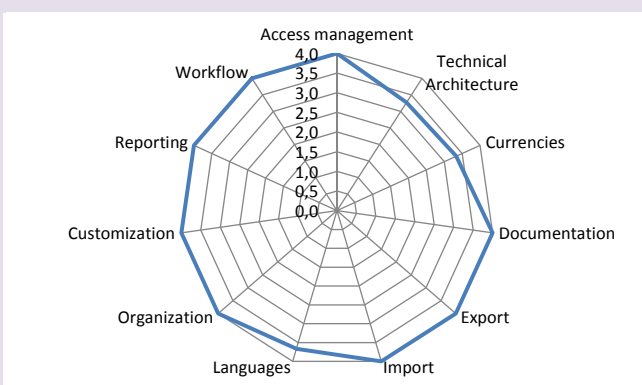 Access management
Technical
Architecture
Currencies
Documentation
Export
Import
Languages
Organization
Customization
Reporting
Workflow
4,0
3,5
3,0
2,5
2,0
1,5
1,0
0,5
0,0